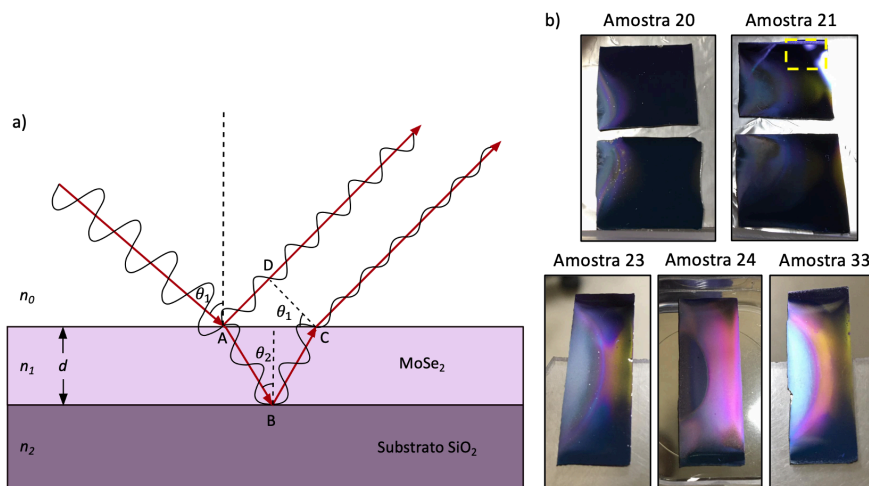 a)
n0
n1
n2
d
θ1
θ2
θ1
A
B
C
D
MoSe2
Substrato SiO2
b)
Amostra 20
Amostra 21
Amostra 23
Amostra 24
Amostra 33